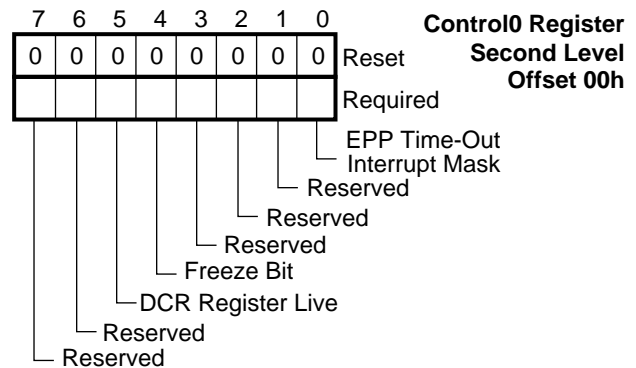 7 6 5 4 3 2 1 0
Control0 Register
Second Level
Offset 00h
0 0 0 0 0 0 0 0 Reset
Required
EPP Time-Out
Interrupt Mask
Reserved
Reserved
Reserved
Freeze Bit
DCR Register Live
Reserved
Reserved